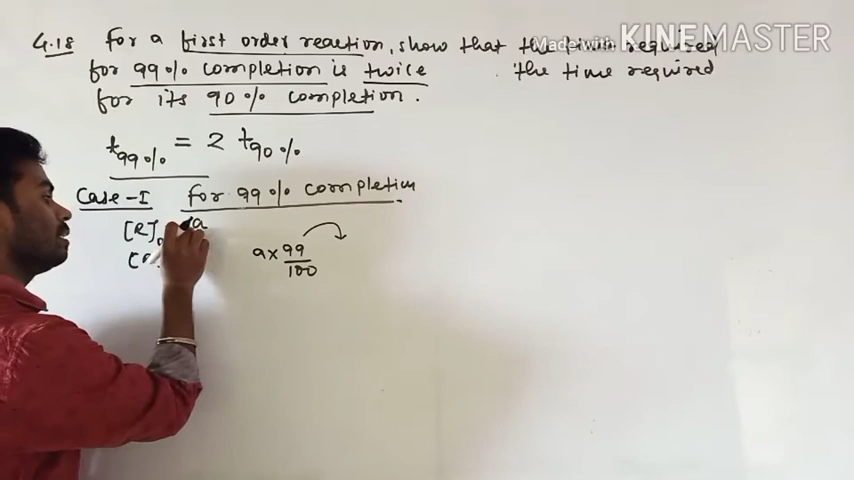 4.18 for a first order reaction, show that the time required
Made with KINEMASTER
for 99% completion is twice the time required
for its 90% completion.
t99% = 2 t90%
Case-I for 99% completion
[R]₀ a
a × 99/100